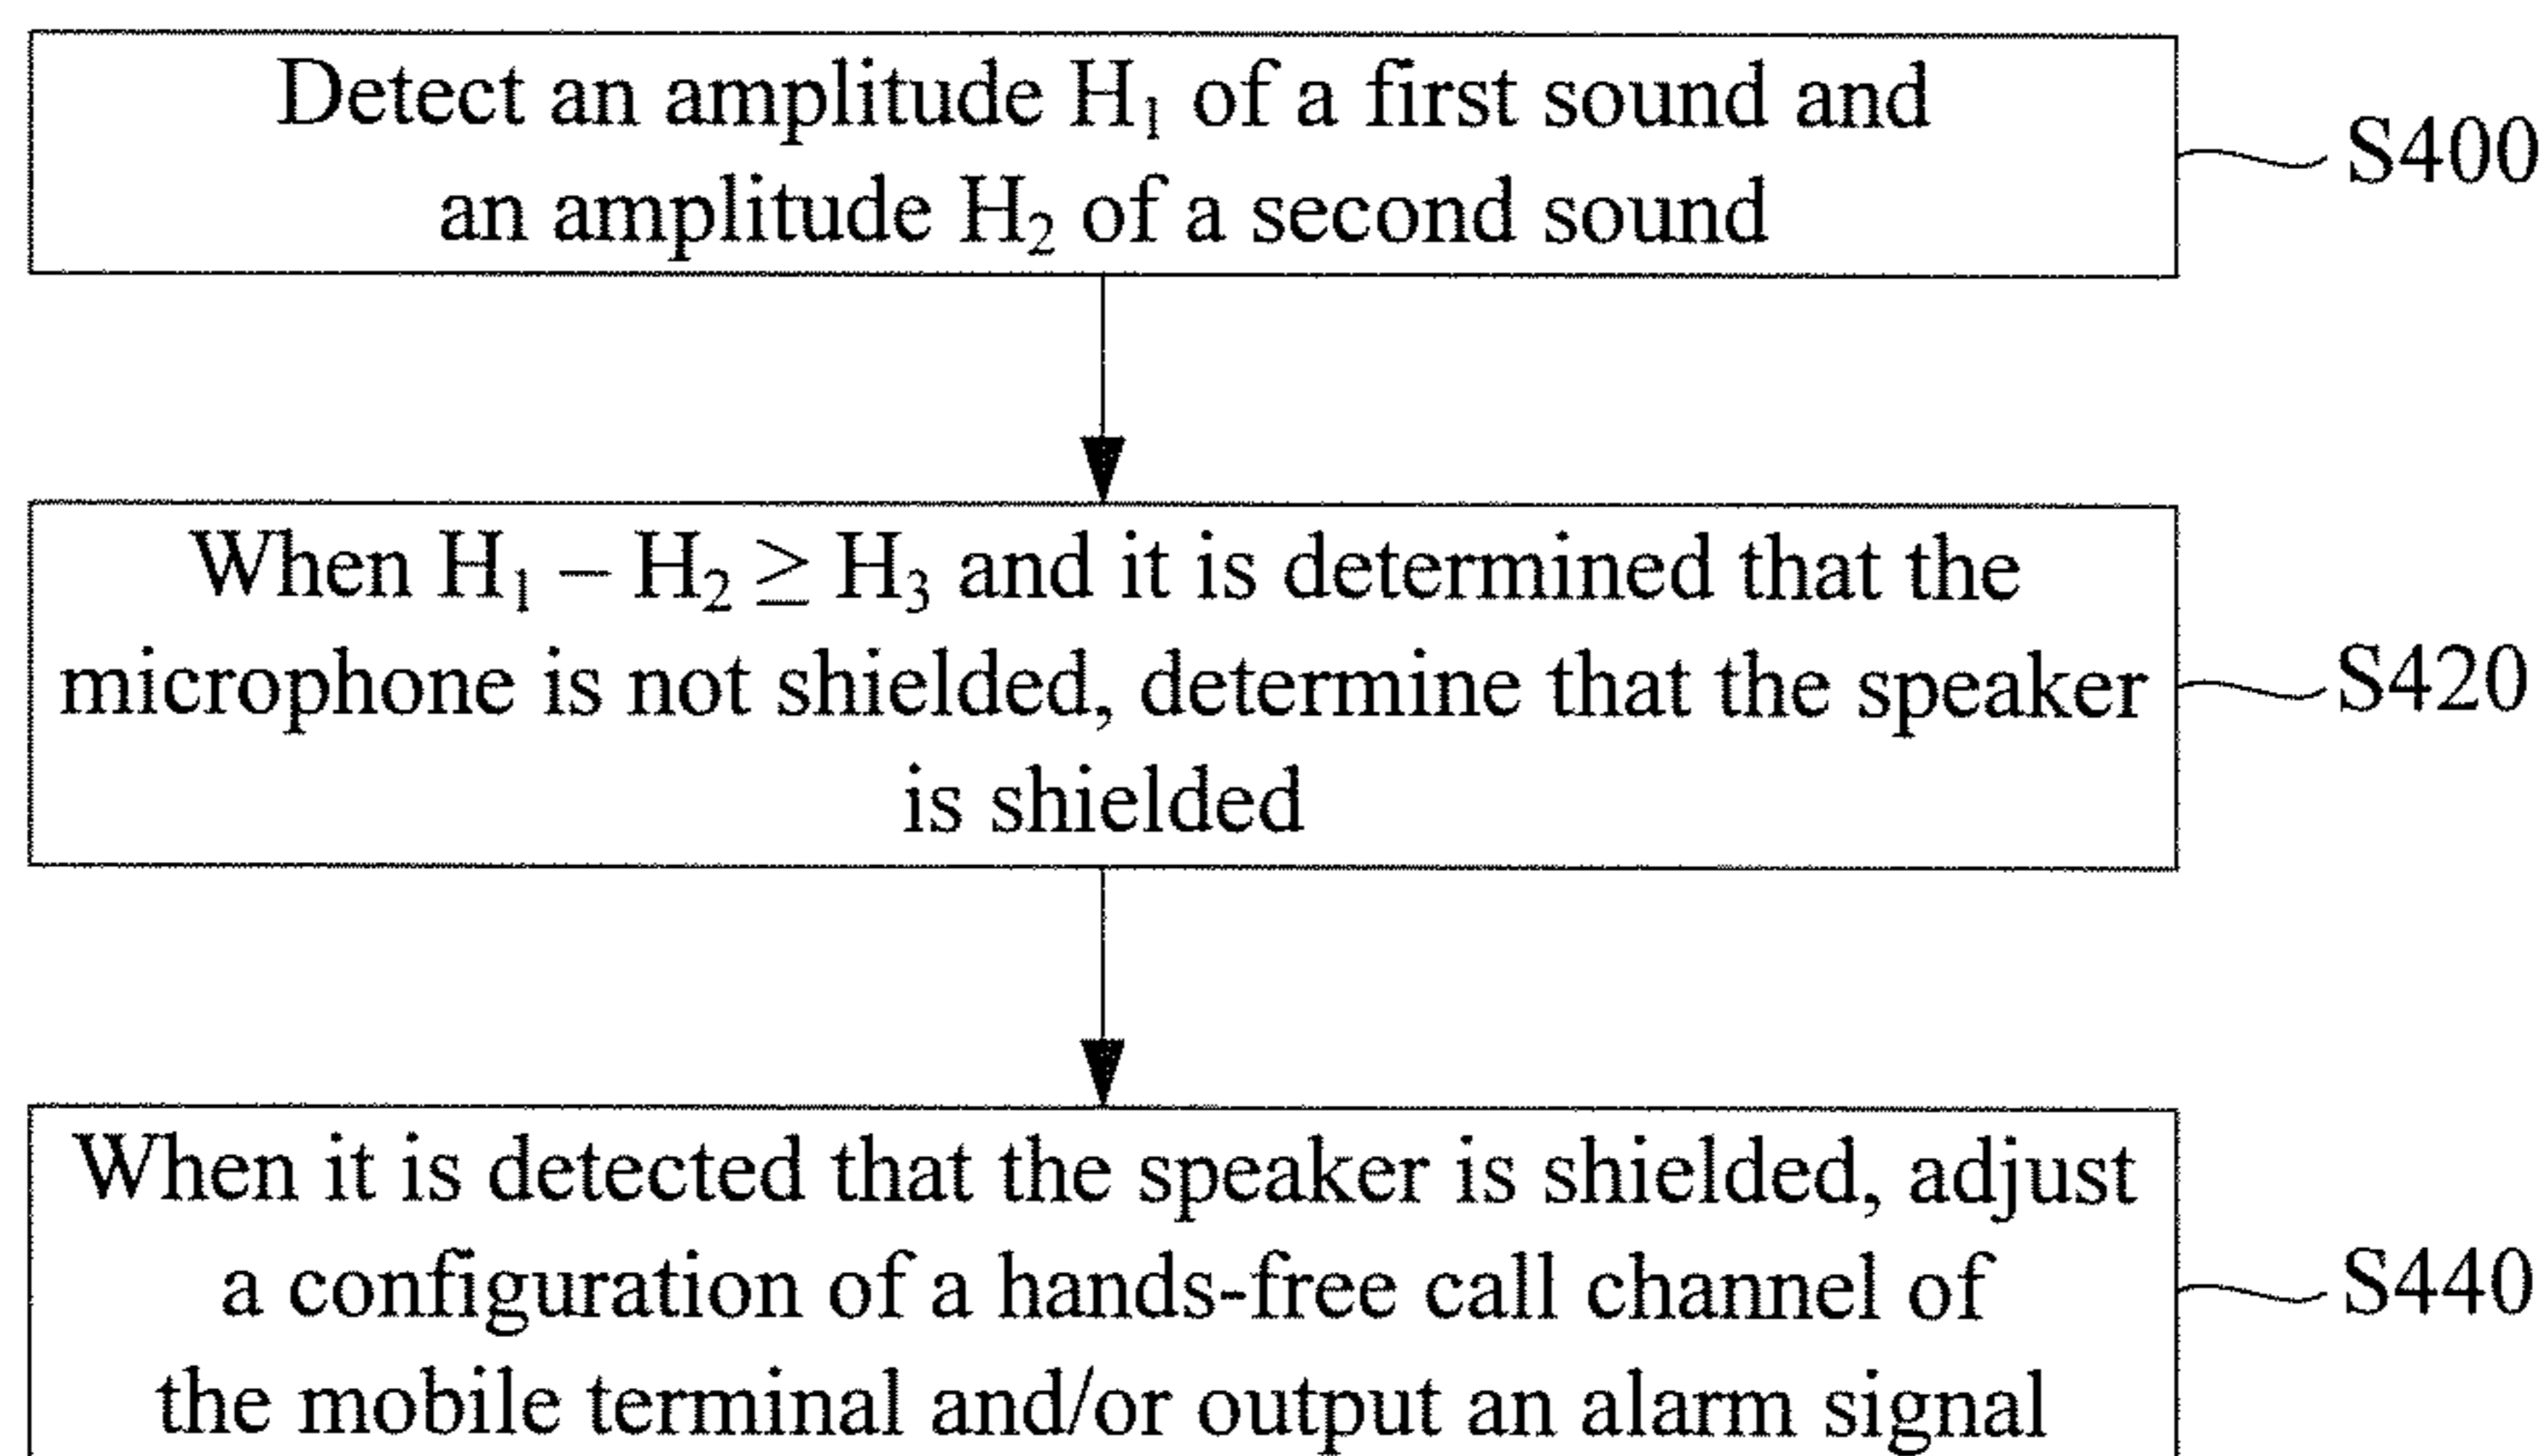 Detect an amplitude H₁ of a first sound and
an amplitude H₂ of a second sound
S400
When H₁ – H₂ ≥ H₃ and it is determined that the
microphone is not shielded, determine that the speaker
is shielded
S420
When it is detected that the speaker is shielded, adjust
a configuration of a hands-free call channel of
the mobile terminal and/or output an alarm signal
S440